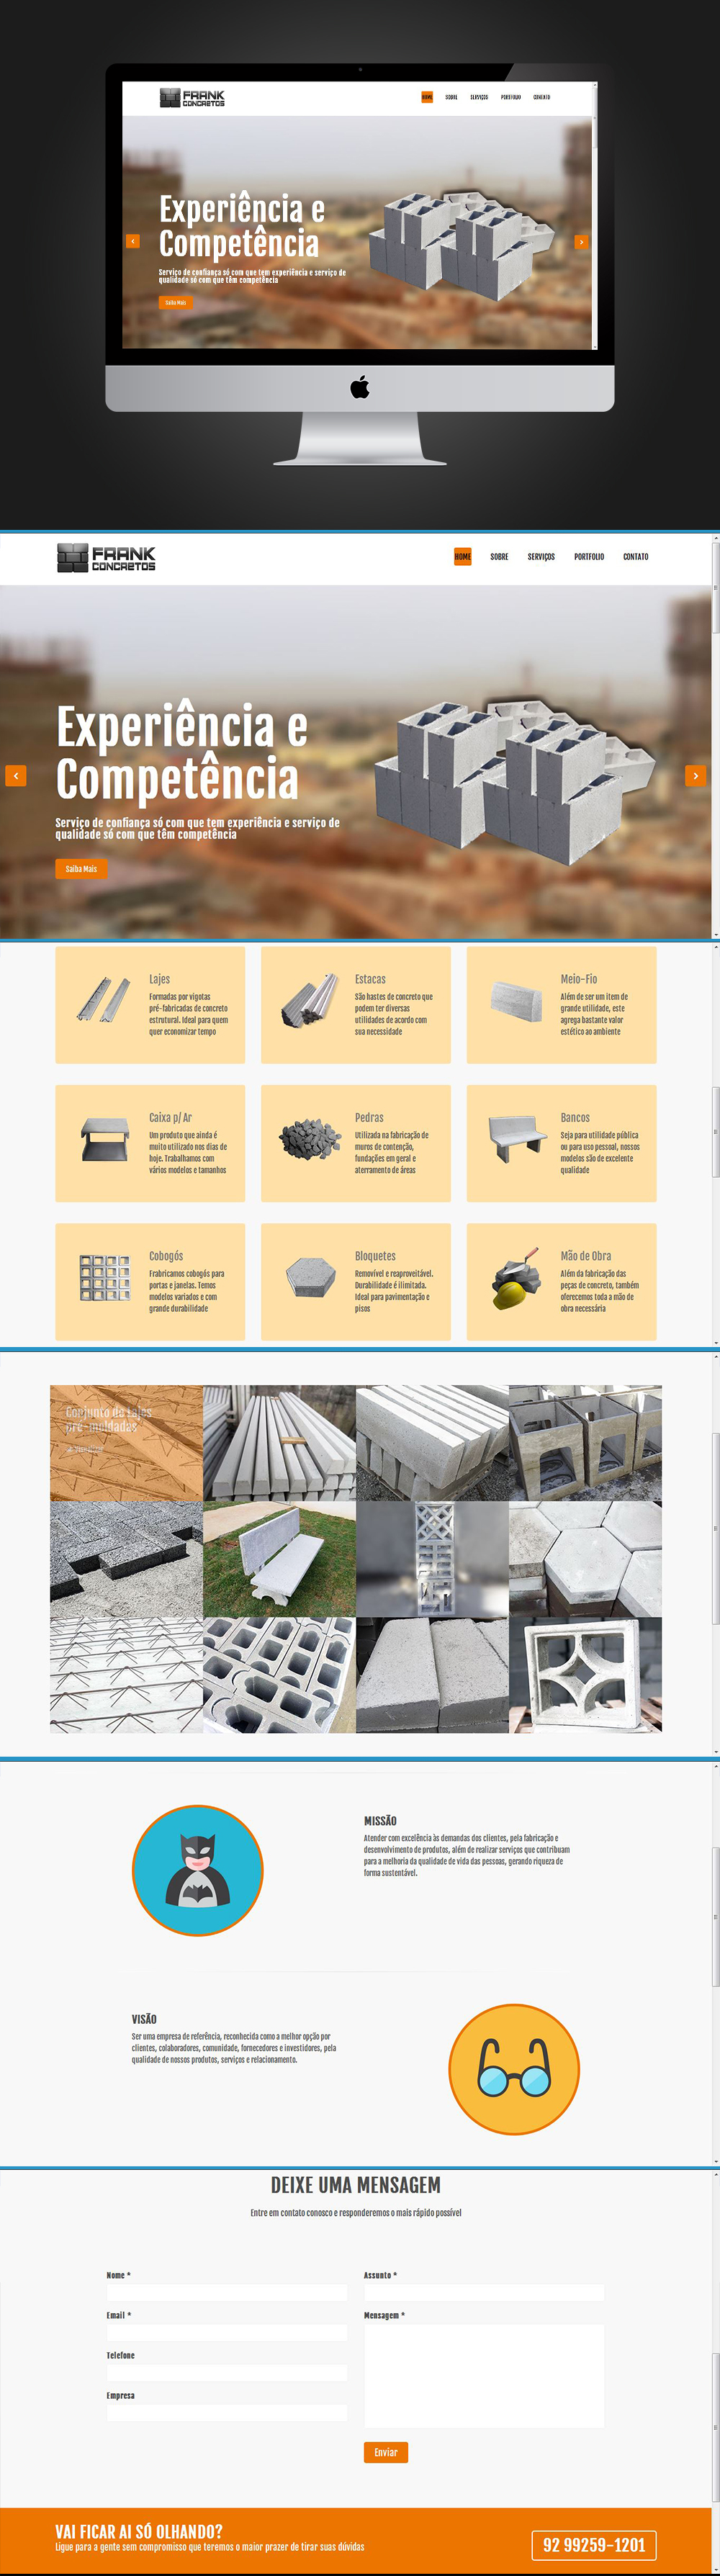 FRANK
CONCRETOS
HOME SOBRE SERVIÇOS PORTFOLIO CONTATO
Experiência e
Competência
Serviço de confiança só com que tem experiência e serviço de
qualidade só com que têm competência
Saiba Mais
FRANK
CONCRETOS
HOME SOBRE SERVIÇOS PORTFOLIO CONTATO
Experiência e
Competência
Serviço de confiança só com que tem experiência e serviço de
qualidade só com que têm competência
Saiba Mais
Lajes
Formadas por vigotas
pré-fabricadas de concreto
estrutural. Ideal para quem
quer economizar tempo
Estacas
São hastes de concreto que
podem ter diversas
utilidades de acordo com
sua necessidade
Meio-Fio
Além de ser um item de
grande utilidade, este
agrega bastante valor
estético ao ambiente
Caixa p/ Ar
Um produto que ainda é
muito utilizado nos dias de
hoje. Trabalhamos com
vários modelos e tamanhos
Pedras
Utilizada na fabricação de
muros de contenção,
fundações em geral e
aterramento de áreas
Bancos
Seja para utilidade pública
ou para uso pessoal, nossos
modelos são de excelente
qualidade
Cobogós
Frabricamos cobogós para
portas e janelas. Temos
modelos variados e com
grande durabilidade
Bloquetes
Removível e reaproveitável.
Durabilidade é ilimitada.
Ideal para pavimentação e
pisos
Mão de Obra
Além da fabricação das
peças de concreto, também
oferecemos toda a mão de
obra necessária
Conjunto de Lajes
pré-moldadas
MISSÃO
Atender com excelência às demandas dos clientes, pela fabricação e
desenvolvimento de produtos, além de realizar serviços que contribuam
para a melhoria da qualidade de vida das pessoas, gerando riqueza de
forma sustentável.
VISÃO
Ser uma empresa de referência, reconhecida como a melhor opção por
clientes, colaboradores, comunidade, fornecedores e investidores, pela
qualidade de nossos produtos, serviços e relacionamento.
DEIXE UMA MENSAGEM
Entre em contato conosco e responderemos o mais rápido possível
Nome *
Email *
Telefone
Empresa
Assunto *
Mensagem *
Enviar
VAI FICAR AI SÓ OLHANDO?
Ligue para a gente sem compromisso que teremos o maior prazer de tirar suas dúvidas
92 99259-1201